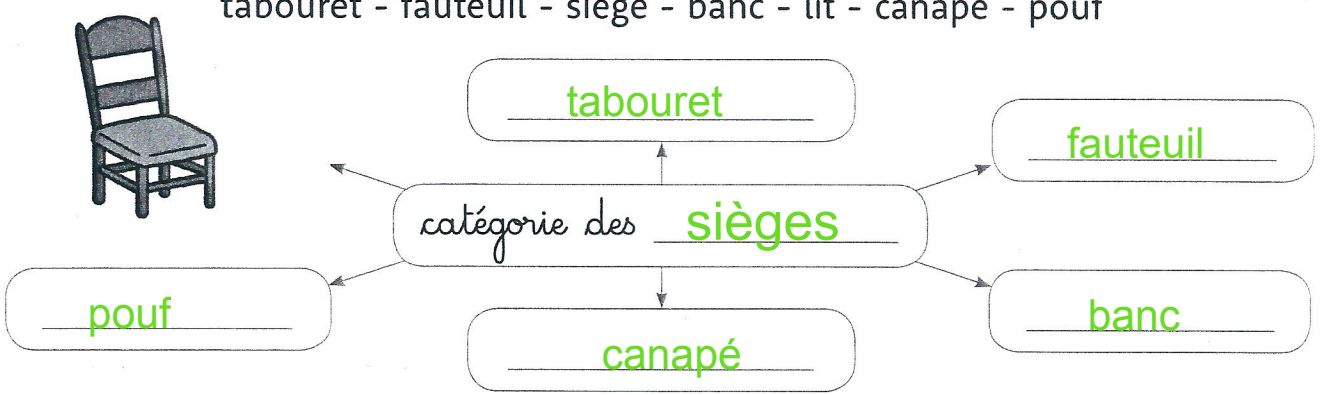 tabouret - fauteuil - siège - banc - lit - canapé - pouf
tabouret
fauteuil
catégorie des sièges
pouf
banc
canapé